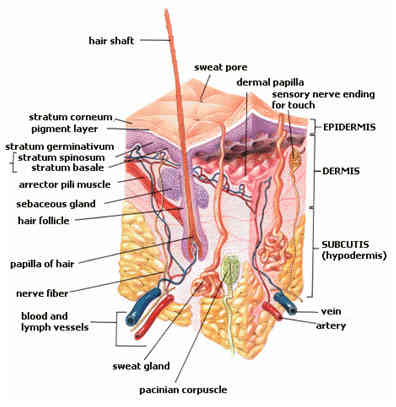 hair shaft
sweat pore
dermal papilla
sensory nerve ending
for touch
stratum corneum
pigment layer
stratum germinativum
stratum spinosum
stratum basale
arrector pili muscle
sebaceous gland
hair follicle
papilla of hair
nerve fiber
blood and
lymph vessels
sweat gland
pacinian corpuscle
EPIDERMIS
DERMIS
SUBCUTIS
(hypodermis)
vein
artery